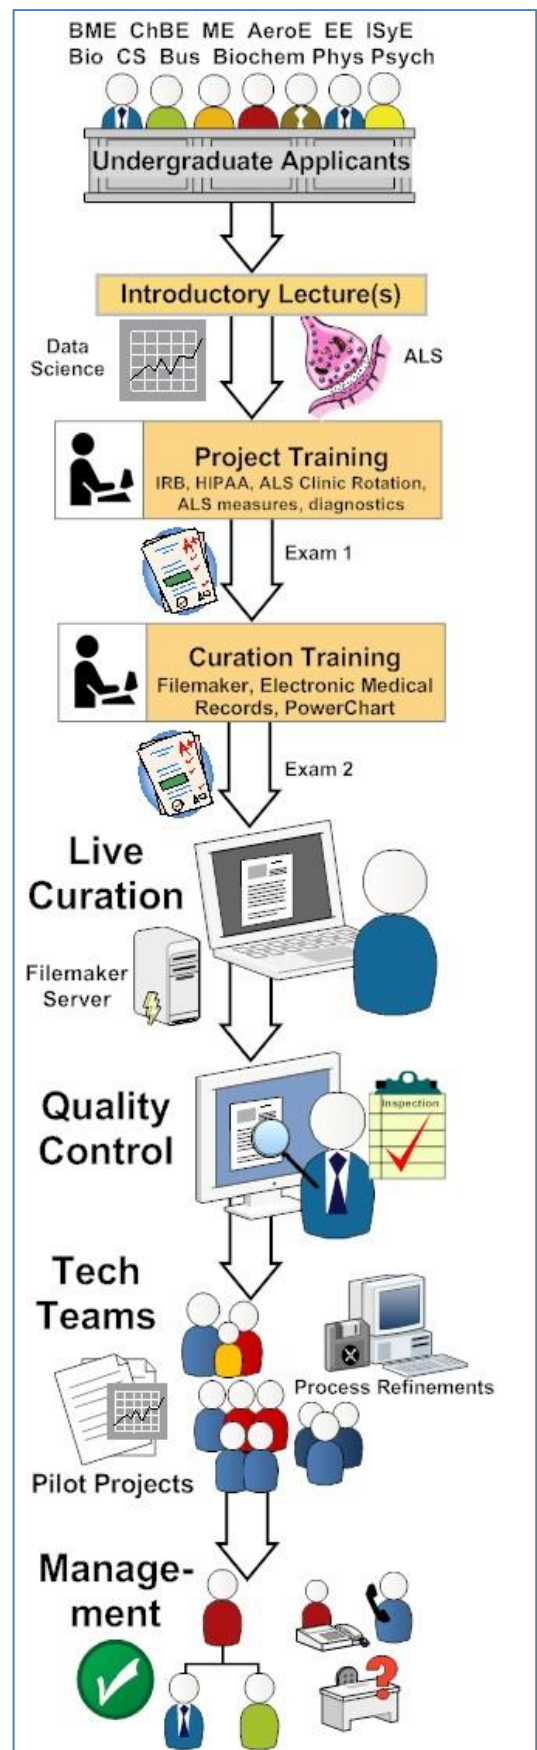 BME ChBE ME AeroE EE ISyE
Bio CS Bus Biochem Phys Psych
Undergraduate Applicants
Introductory Lecture(s)
Data
Science
ALS
Project Training
IRB, HIPAA, ALS Clinic Rotation,
ALS measures, diagnostics
A+
Exam 1
Curation Training
Filemaker, Electronic Medical
Records, PowerChart
A+
Exam 2
Live
Curation
Filemaker
Server
Quality
Control
Inspection
Tech
Teams
Process Refinements
Pilot Projects
Manage-
ment
?